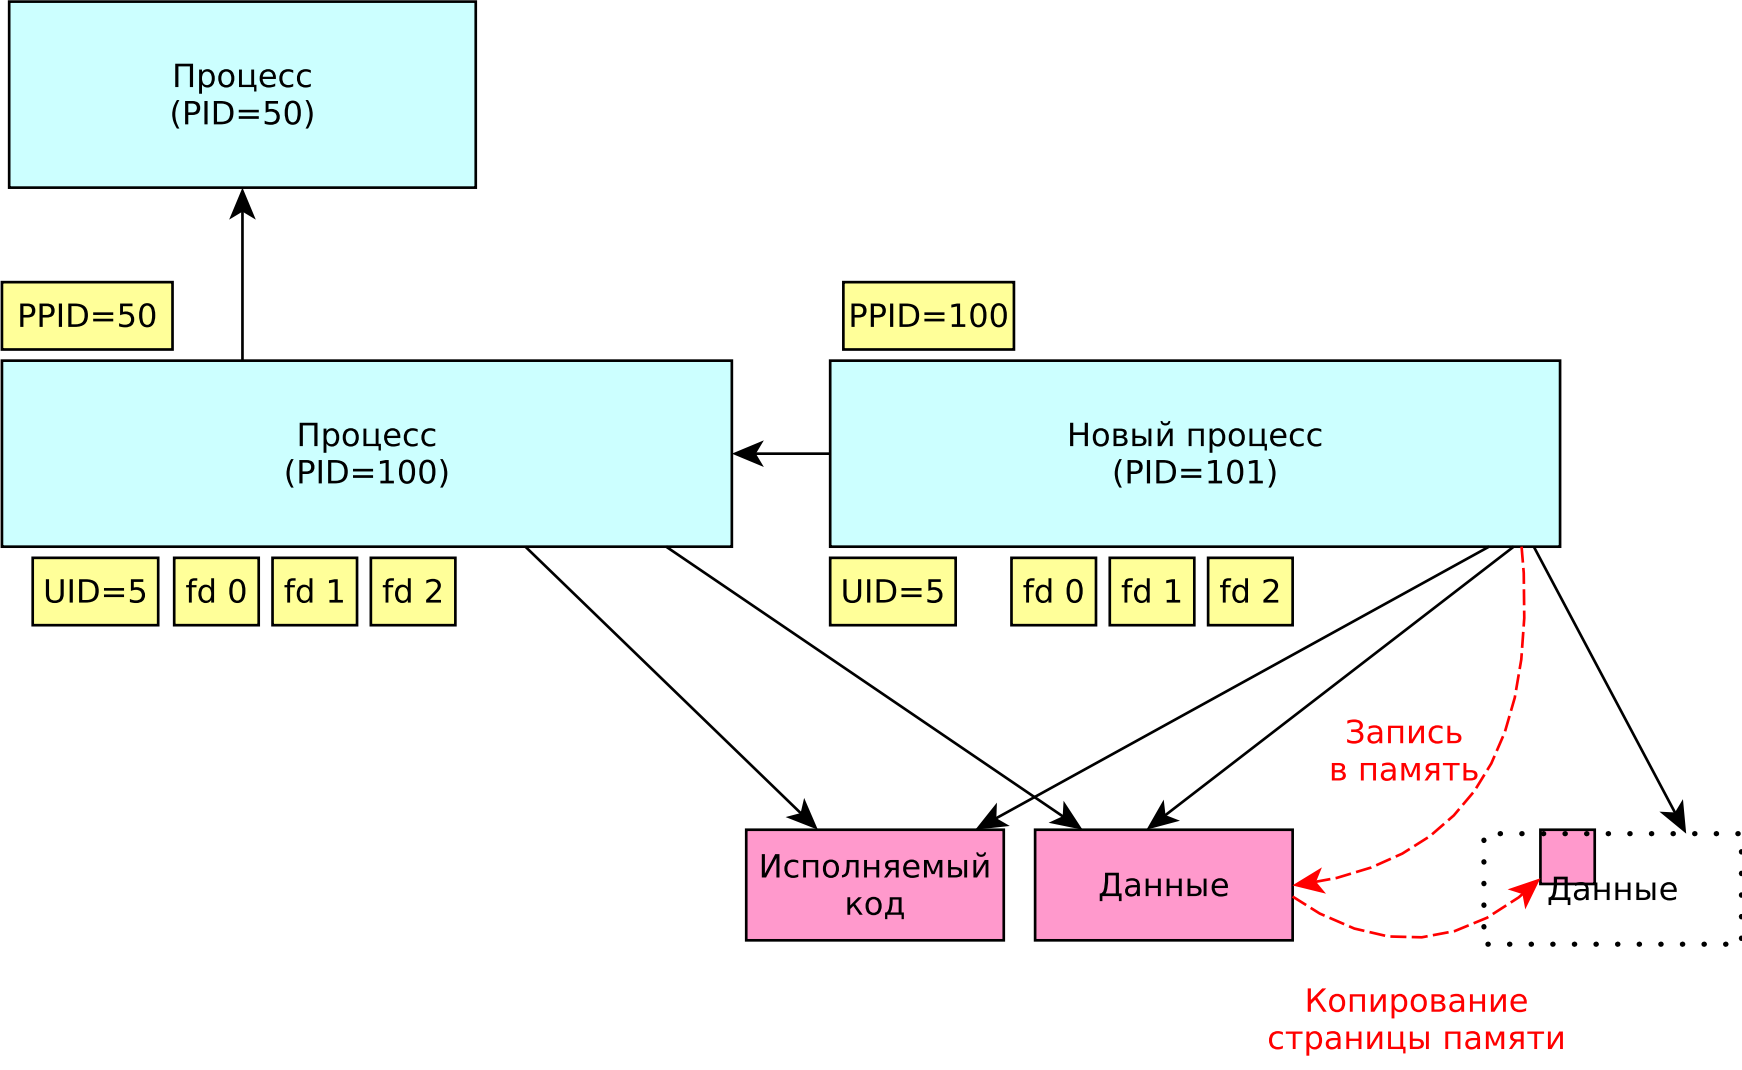 Процесс
(PID=50)
PPID=50
PPID=100
Процесс
(PID=100)
Новый процесс
(PID=101)
UID=5
fd 0
fd 1
fd 2
UID=5
fd 0
fd 1
fd 2
Запись
в память
Исполняемый
код
Данные
Данные
Копирование
страницы памяти